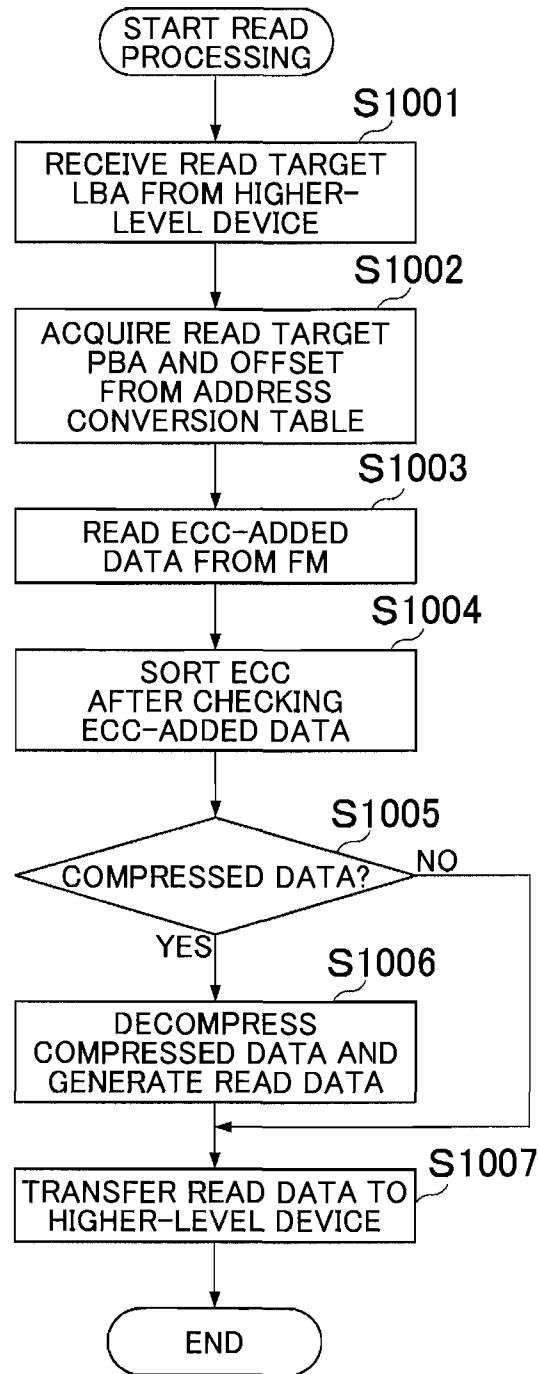 START READ
PROCESSING
S1001
RECEIVE READ TARGET
LBA FROM HIGHER-
LEVEL DEVICE
S1002
ACQUIRE READ TARGET
PBA AND OFFSET
FROM ADDRESS
CONVERSION TABLE
S1003
READ ECC-ADDED
DATA FROM FM
S1004
SORT ECC
AFTER CHECKING
ECC-ADDED DATA
S1005
COMPRESSED DATA?
NO
YES
S1006
DECOMPRESS
COMPRESSED DATA AND
GENERATE READ DATA
S1007
TRANSFER READ DATA TO
HIGHER-LEVEL DEVICE
END